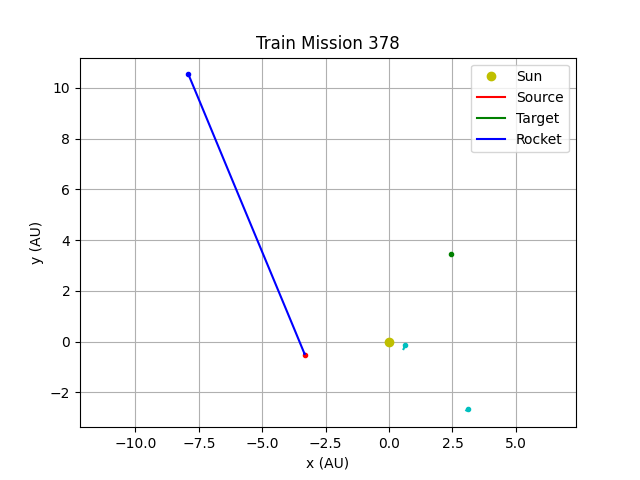 Train Mission 378
Sun
Source
Target
Rocket
10
8
6
4
2
0
−2
y (AU)
−10.0 −7.5 −5.0 −2.5 0.0 2.5 5.0
x (AU)